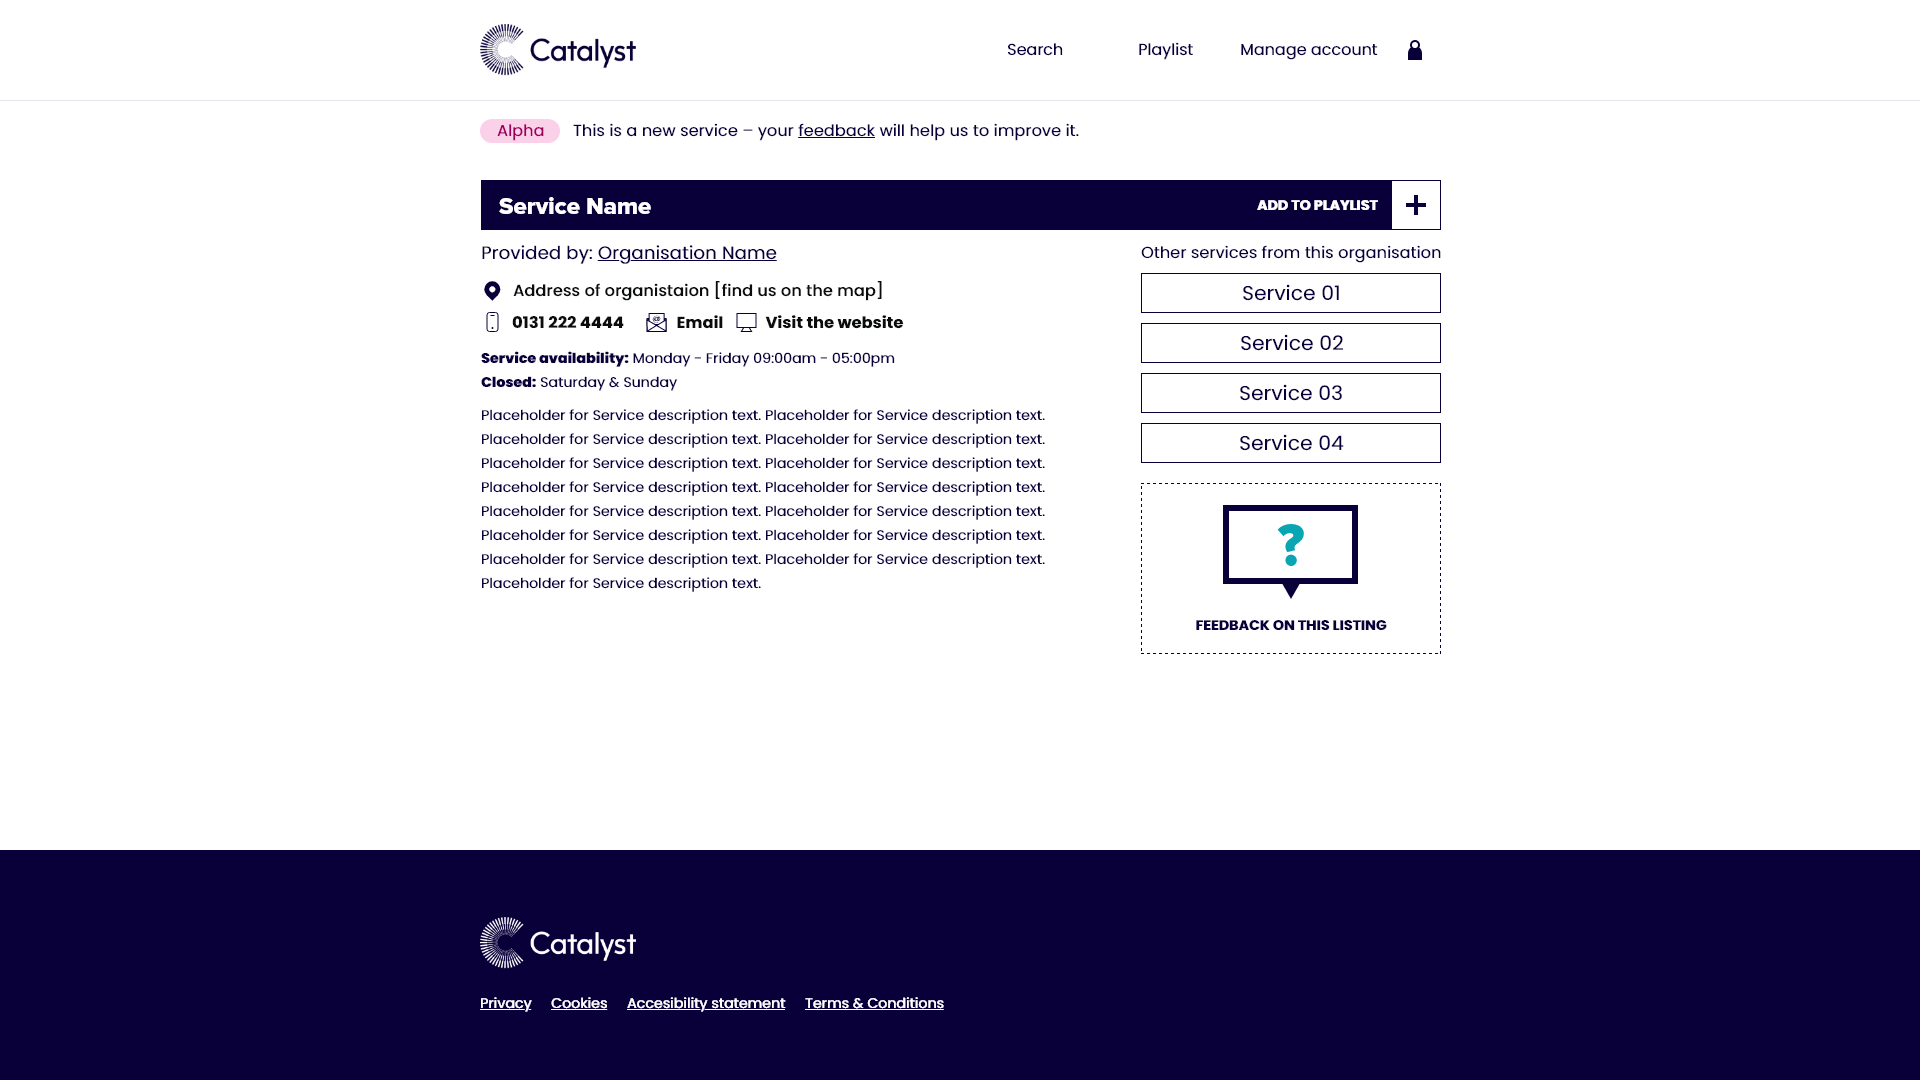 Catalyst
Search
Playlist
Manage account
Alpha
This is a new service – your feedback will help us to improve it.
Service Name
ADD TO PLAYLIST
Provided by: Organisation Name
Address of organistaion [find us on the map]
0131 222 4444
Email
Visit the website
Service availability: Monday - Friday 09:00am - 05:00pm
Closed: Saturday & Sunday
Placeholder for Service description text. Placeholder for Service description text.
Placeholder for Service description text. Placeholder for Service description text.
Placeholder for Service description text. Placeholder for Service description text.
Placeholder for Service description text. Placeholder for Service description text.
Placeholder for Service description text. Placeholder for Service description text.
Placeholder for Service description text. Placeholder for Service description text.
Placeholder for Service description text. Placeholder for Service description text.
Placeholder for Service description text.
Other services from this organisation
Service 01
Service 02
Service 03
Service 04
?
FEEDBACK ON THIS LISTING
Catalyst
Privacy
Cookies
Accesibility statement
Terms & Conditions